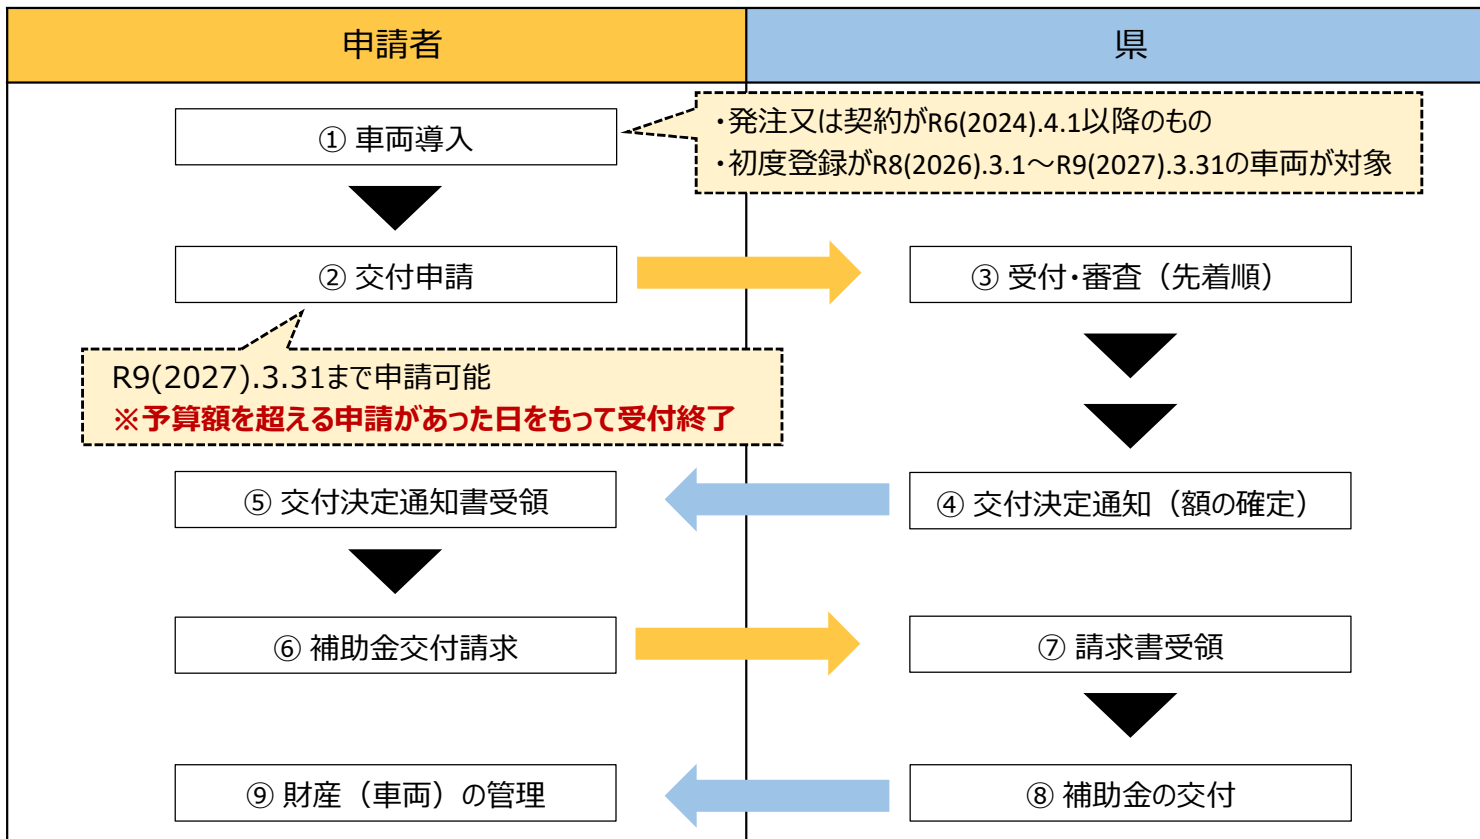 申請者
県
① 車両導入
・発注又は契約がR6(2024).4.1以降のもの
・初度登録がR8(2026).3.1～R9(2027).3.31の車両が対象
② 交付申請
③ 受付・審査（先着順）
R9(2027).3.31まで申請可能
※予算額を超える申請があった日をもって受付終了
⑤ 交付決定通知書受領
④ 交付決定通知（額の確定）
⑥ 補助金交付請求
⑦ 請求書受領
⑨ 財産（車両）の管理
⑧ 補助金の交付